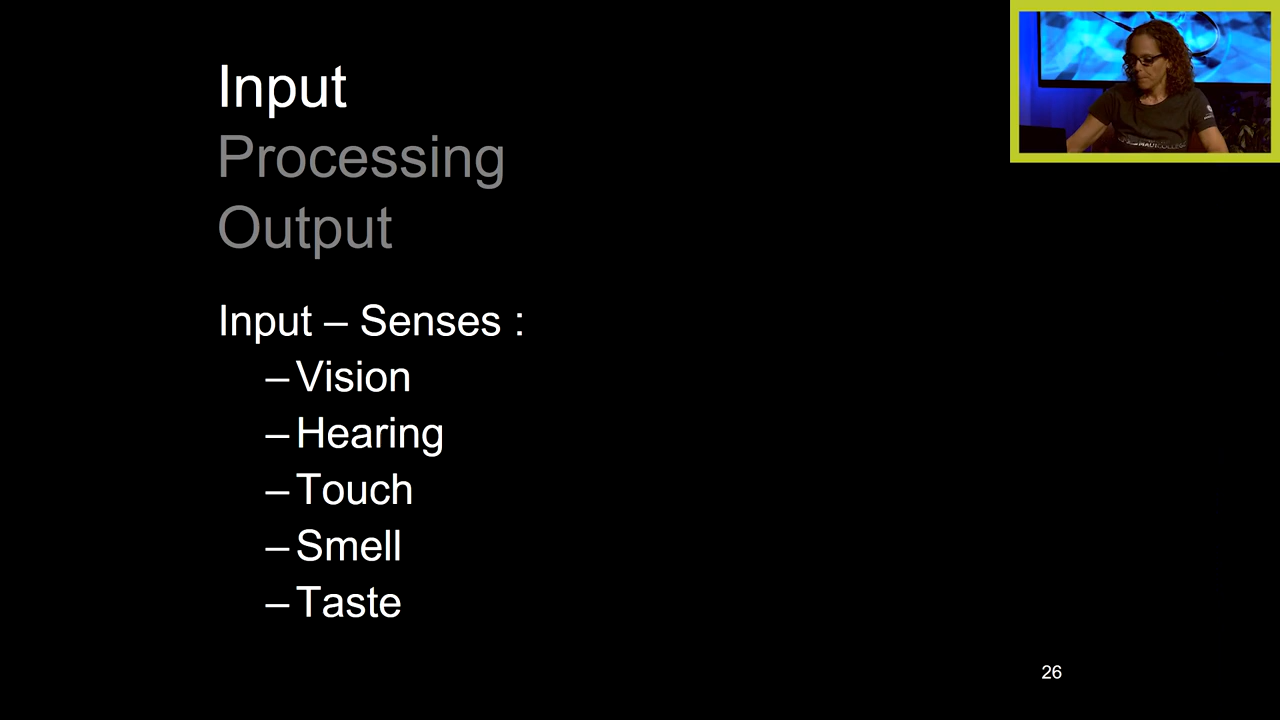 Input
Processing
Output
Input – Senses :
– Vision
– Hearing
– Touch
– Smell
– Taste
26